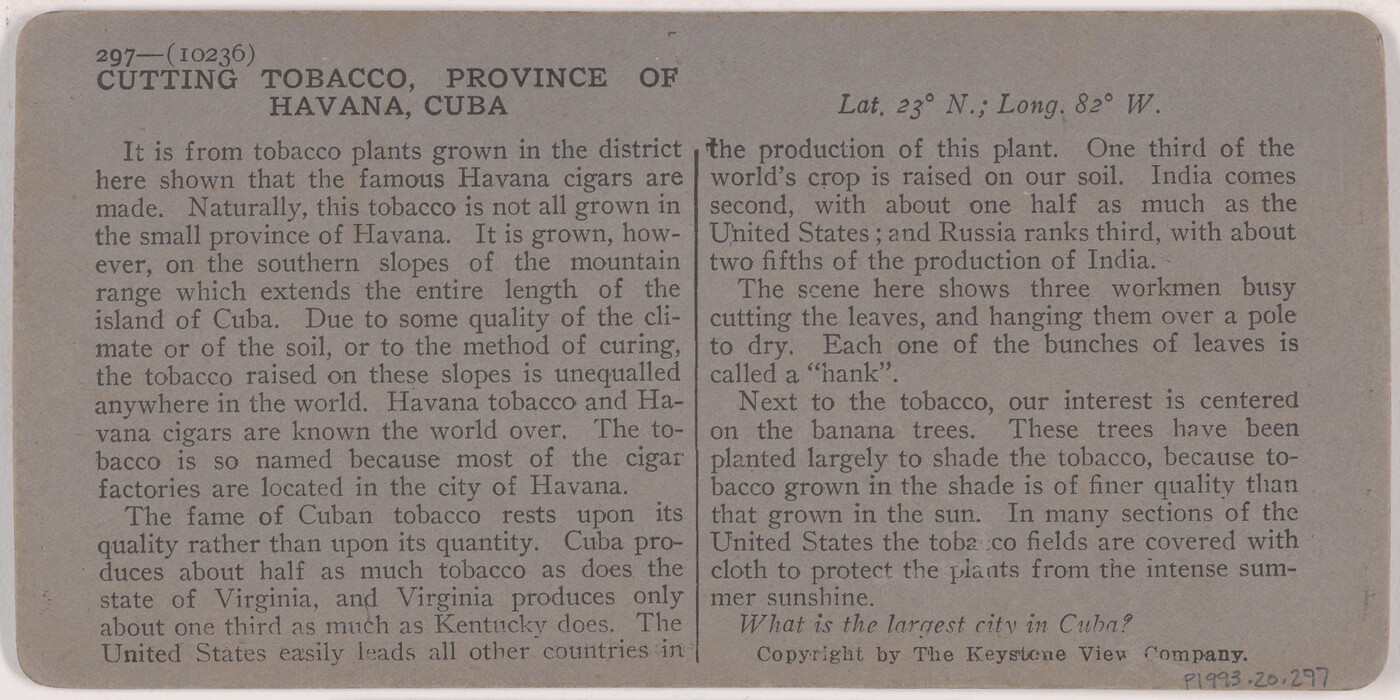 297—(10236)
CUTTING TOBACCO, PROVINCE OF
HAVANA, CUBA
It is from tobacco plants grown in the district
here shown that the famous Havana cigars are
made. Naturally, this tobacco is not all grown in
the small province of Havana. It is grown, how-
ever, on the southern slopes of the mountain
range which extends the entire length of the
island of Cuba. Due to some quality of the cli-
mate or of the soil, or to the method of curing,
the tobacco raised on these slopes is unequalled
anywhere in the world. Havana tobacco and Ha-
vana cigars are known the world over. The to-
bacco is so named because most of the cigar
factories are located in the city of Havana.
The fame of Cuban tobacco rests upon its
quality rather than upon its quantity. Cuba pro-
duces about half as much tobacco as does the
state of Virginia, and Virginia produces only
about one third as much as Kentucky does. The
United States easily leads all other countries in
Lat. 23° N.; Long. 82° W.
the production of this plant. One third of the
world's crop is raised on our soil. India comes
second, with about one half as much as the
United States; and Russia ranks third, with about
two fifths of the production of India.
The scene here shows three workmen busy
cutting the leaves, and hanging them over a pole
to dry. Each one of the bunches of leaves is
called a "hank".
Next to the tobacco, our interest is centered
on the banana trees. These trees have been
planted largely to shade the tobacco, because to-
bacco grown in the shade is of finer quality than
that grown in the sun. In many sections of the
United States the tobacco fields are covered with
cloth to protect the plants from the intense sum-
mer sunshine.
What is the largest city in Cuba?
Copyright by The Keystone View Company.
P1993.20.297